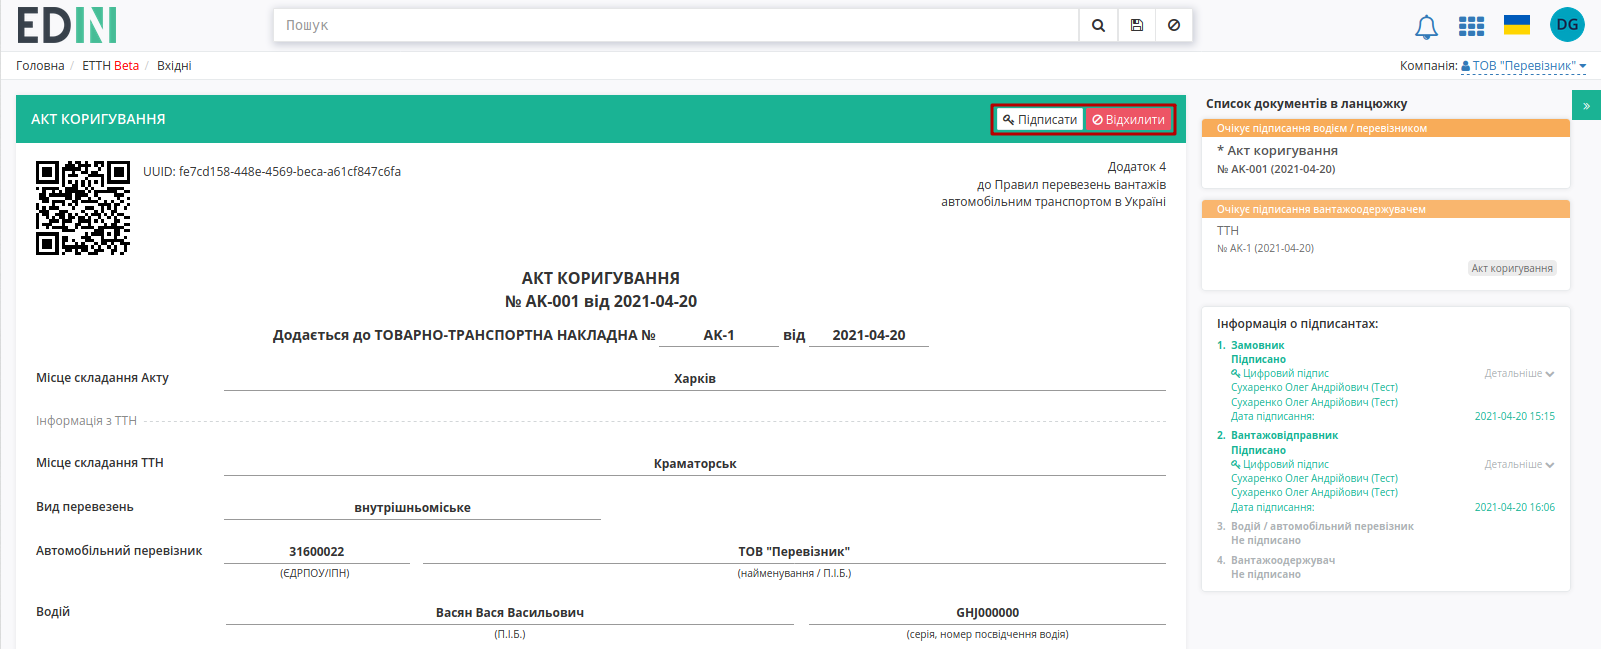 EDIN
Пошук
DG
Головна / ЕТТН Beta / Вхідні
Компанія: ТОВ "Перевізник"
АКТ КОРИГУВАННЯ
Підписати Відхилити
UUID: fe7cd158-448e-4569-beca-a61cf847c6fa
Додаток 4
до Правил перевезень вантажів
автомобільним транспортом в Україні
АКТ КОРИГУВАННЯ
№ АК-001 від 2021-04-20
Додається до ТОВАРНО-ТРАНСПОРТНА НАКЛАДНА № АК-1 від 2021-04-20
Місце складання Акту Харків
Інформація з ТТН
Місце складання ТТН Краматорськ
Вид перевезень внутрішньоміське
Автомобільний перевізник 31600022 ТОВ "Перевізник"
(ЄДРПОУ/ІПН) (найменування / П.І.Б.)
Водій Васян Вася Васильович GHJ000000
(П.І.Б.) (серія, номер посвідчення водія)
Список документів в ланцюжку
»
Очікує підписання водієм / перевізником
* Акт коригування
№ АК-001 (2021-04-20)
Очікує підписання вантажоодержувачем
ТТН
№ АК-1 (2021-04-20)
Акт коригування
Інформація о підписантах:
1. Замовник
Підписано
Цифровий підпис Детальніше
Сухаренко Олег Андрійович (Тест)
Сухаренко Олег Андрійович (Тест)
Дата підписання: 2021-04-20 15:15
2. Вантажовідправник
Підписано
Цифровий підпис Детальніше
Сухаренко Олег Андрійович (Тест)
Сухаренко Олег Андрійович (Тест)
Дата підписання: 2021-04-20 16:06
3. Водій / автомобільний перевізник
Не підписано
4. Вантажоодержувач
Не підписано